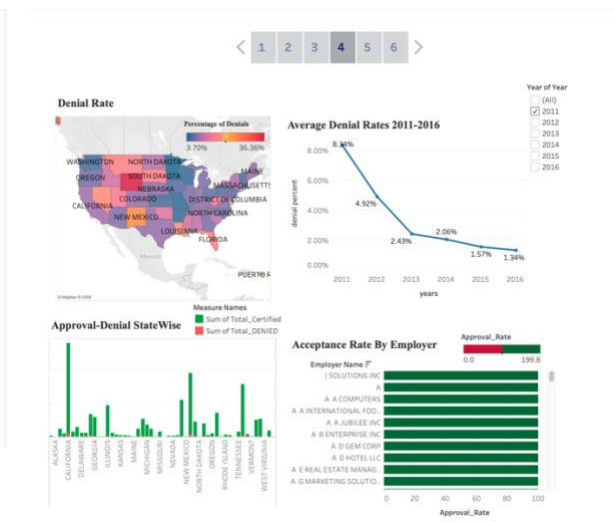 1 2 3 4 5 6
Year of Year
(All)
2011
2012
2013
2014
2015
2016
Denial Rate
Percentage of Denials
3.70% 36.36%
WASHINGTON
NORTH DAKOTA
MAINE
OREGON
SOUTH DAKOTA
NEBRASKA
MASSACHUSETTS
COLORADO
DISTRICT OF COLUMBIA
CALIFORNIA
NORTH CAROLINA
NEW MEXICO
LOUISIANA
FLORIDA
Mexico
PUERTO R
Average Denial Rates 2011-2016
denial percent
8.00%
6.00%
4.00%
2.00%
0.00%
8.34%
4.92%
2.43%
2.06%
1.57%
1.34%
2011 2012 2013 2014 2015 2016
years
Measure Names
Sum of Total_Certified
Sum of Total_DENIED
Approval-Denial StateWise
ALASKA
CALIFORNIA
DELAWARE
GEORGIA
ILLINOIS
KANSAS
MAINE
MICHIGAN
MISSOURI
NEVADA
NEW MEXICO
NORTH DAKOTA
OREGON
RHODE ISLAND
TENNESSEE
VERMONT
WEST VIRGINIA
Acceptance Rate By Employer
Approval_Rate
0.0 199.8
Employer Name
| SOLUTIONS INC
A
A A COMPUTERS
A A INTERNATIONAL FOO..
A A JUBILEE INC
A B ENTERPRISE INC
A D GEM CORP
A D HOTEL LLC
A E REAL ESTATE MANAG..
A G MARKETING SOLUTIO..
0 20 40 60 80 100
Approval_Rate